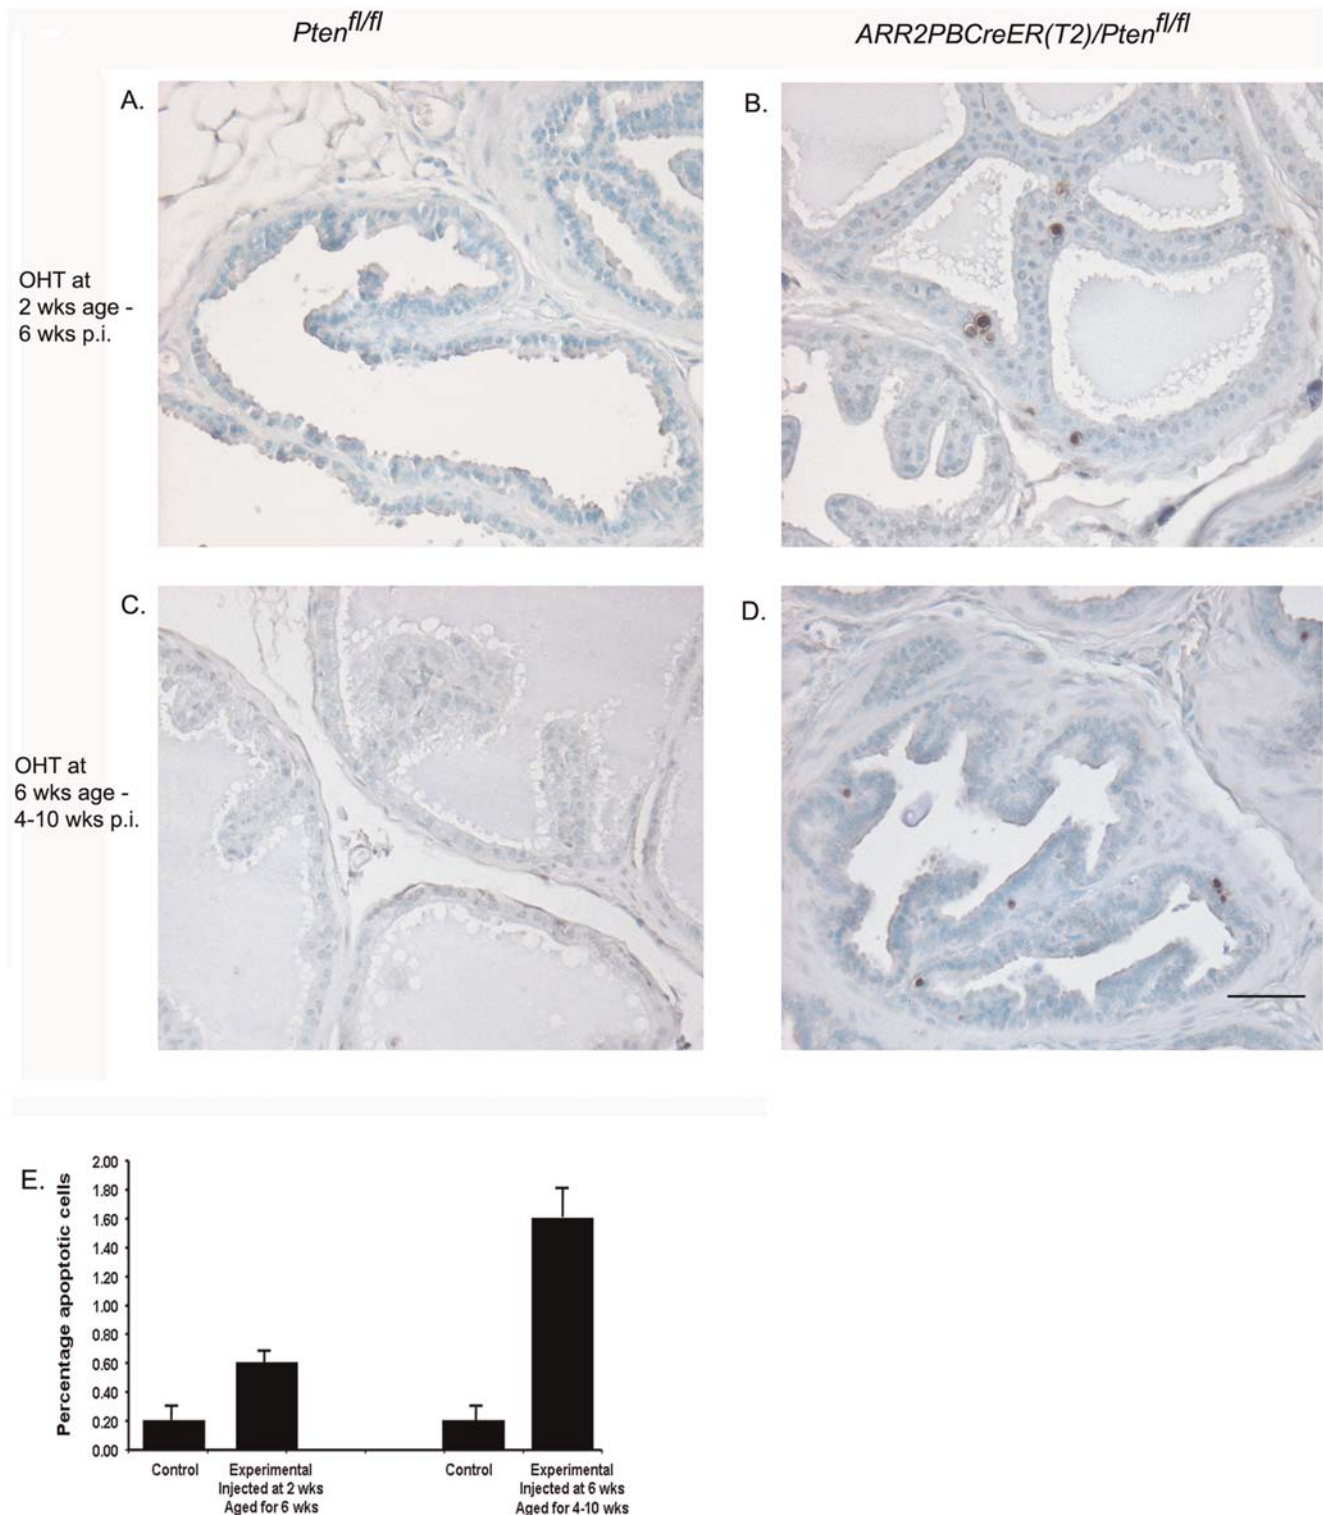 Pten^fl/fl
ARR2PBCreER(T2)/Pten^fl/fl
A.
B.
OHT at
2 wks age -
6 wks p.i.
C.
D.
OHT at
6 wks age -
4-10 wks p.i.
E.
Percentage apoptotic cells
2.00
1.80
1.60
1.40
1.20
1.00
0.80
0.60
0.40
0.20
0.00
Control
Experimental
Injected at 2 wks
Aged for 6 wks
Control
Experimental
Injected at 6 wks
Aged for 4-10 wks